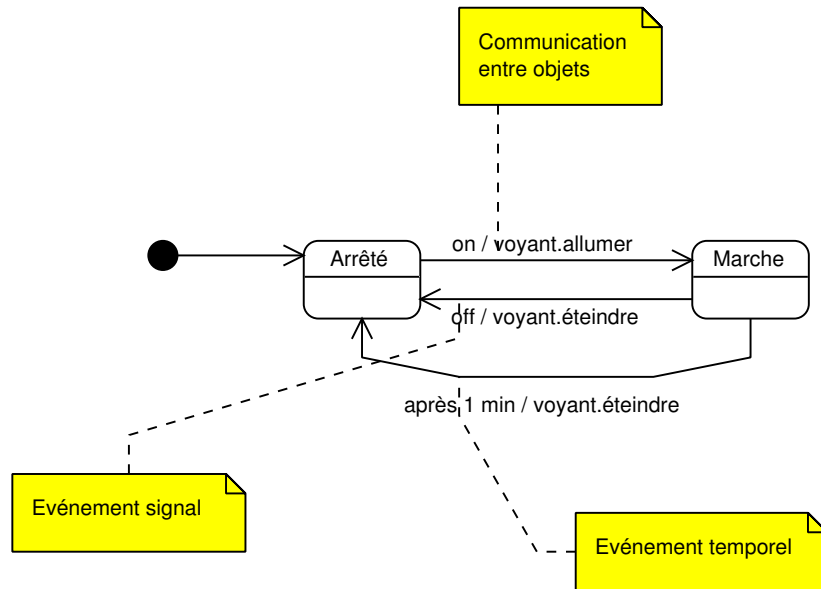 Communication
entre objets
Arrêté
on / voyant.allumer
Marche
off / voyant.éteindre
après 1 min / voyant.éteindre
Evénement signal
Evénement temporel